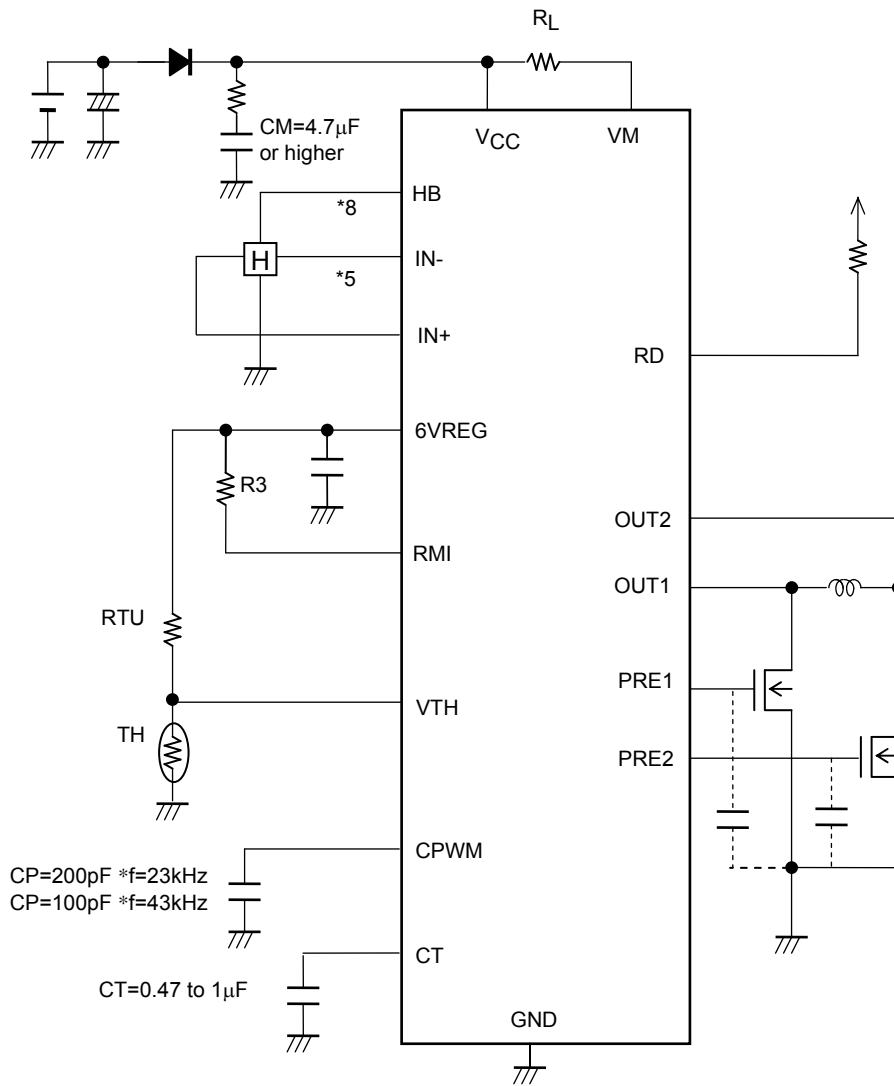 RL
CM=4.7μF
or higher
VCC
VM
HB
*8
H
IN-
*5
IN+
RD
6VREG
R3
OUT2
RMI
OUT1
RTU
PRE1
VTH
TH
PRE2
CPWM
CP=200pF *f=23kHz
CP=100pF *f=43kHz
CT
CT=0.47 to 1μF
GND